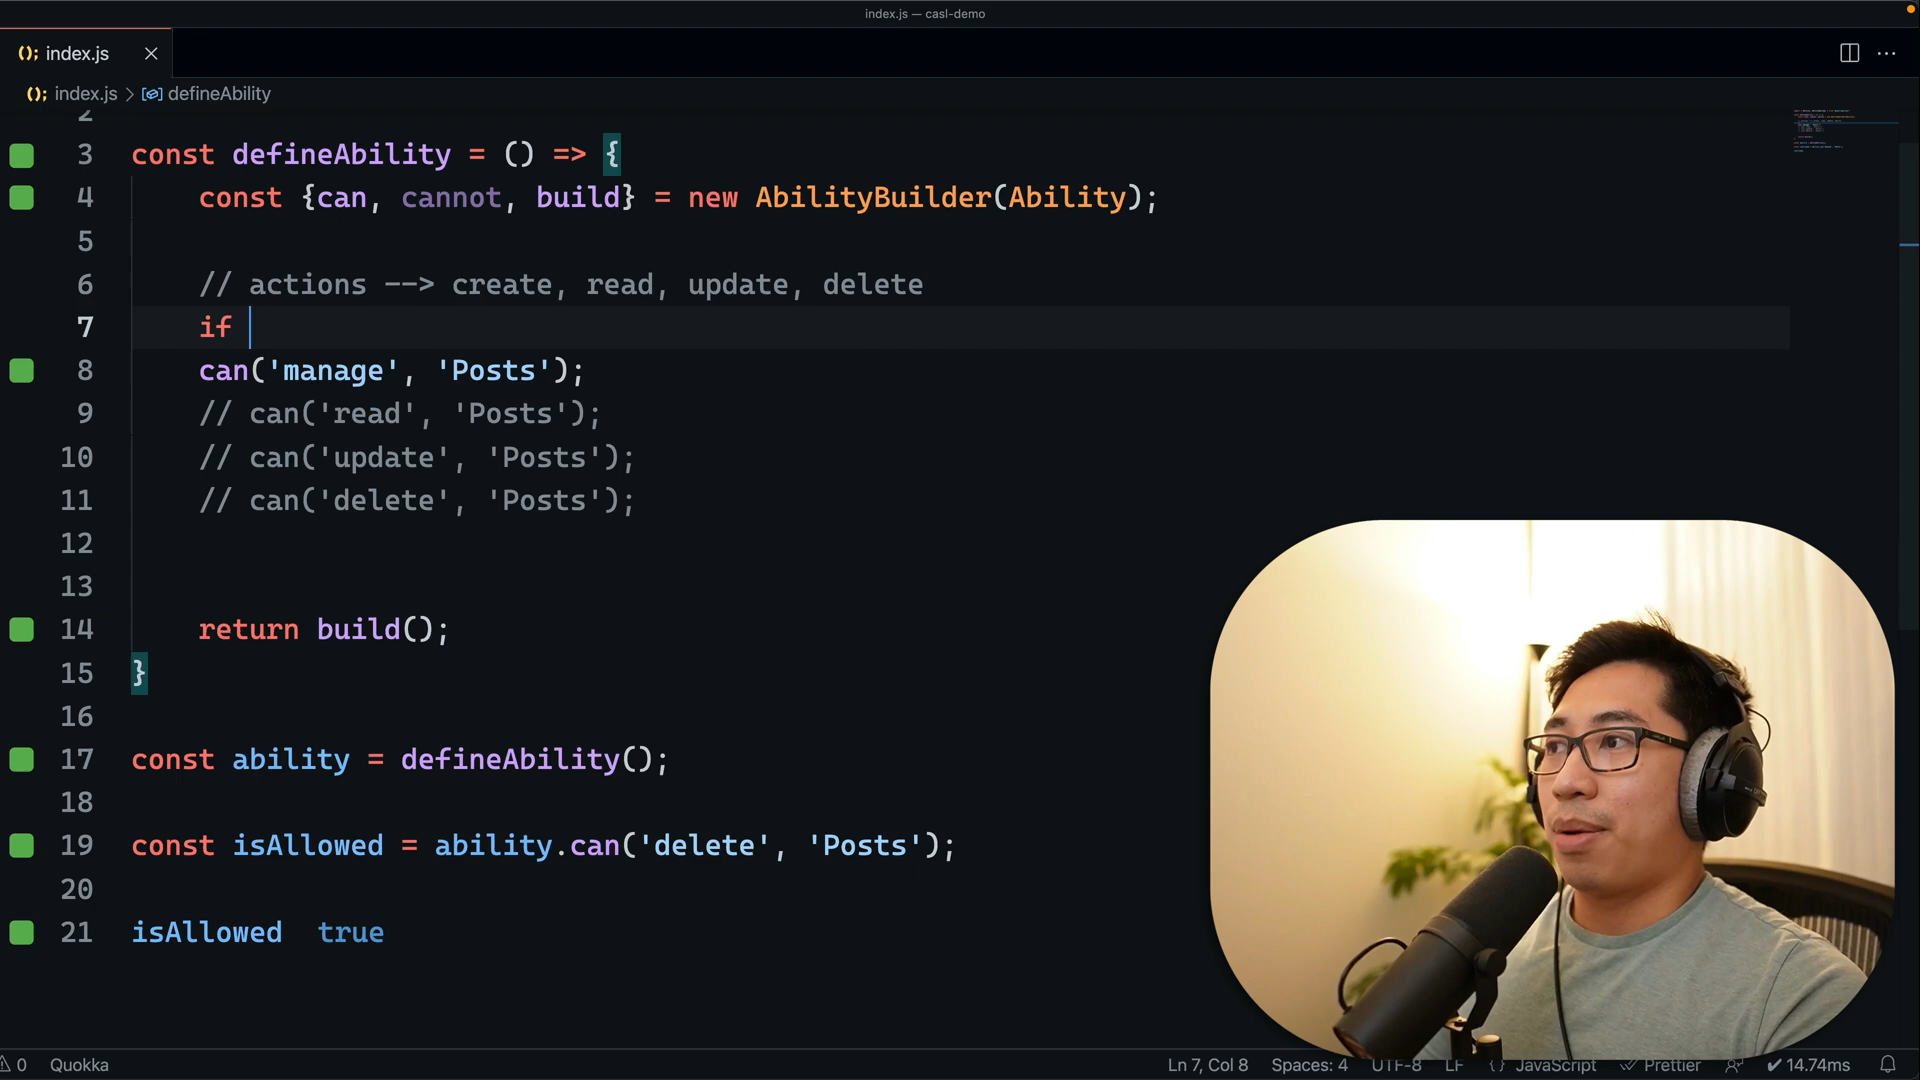 index.js — casl-demo
index.js
index.js > defineAbility
2
3 const defineAbility = () => {
4 const {can, cannot, build} = new AbilityBuilder(Ability);
5
6 // actions --> create, read, update, delete
7 if
8 can('manage', 'Posts');
9 // can('read', 'Posts');
10 // can('update', 'Posts');
11 // can('delete', 'Posts');
12
13
14 return build();
15 }
16
17 const ability = defineAbility();
18
19 const isAllowed = ability.can('delete', 'Posts');
20
21 isAllowed true
0 Quokka Ln 7, Col 8 Spaces: 4 UTF-8 LF {} JavaScript Prettier 14.74ms